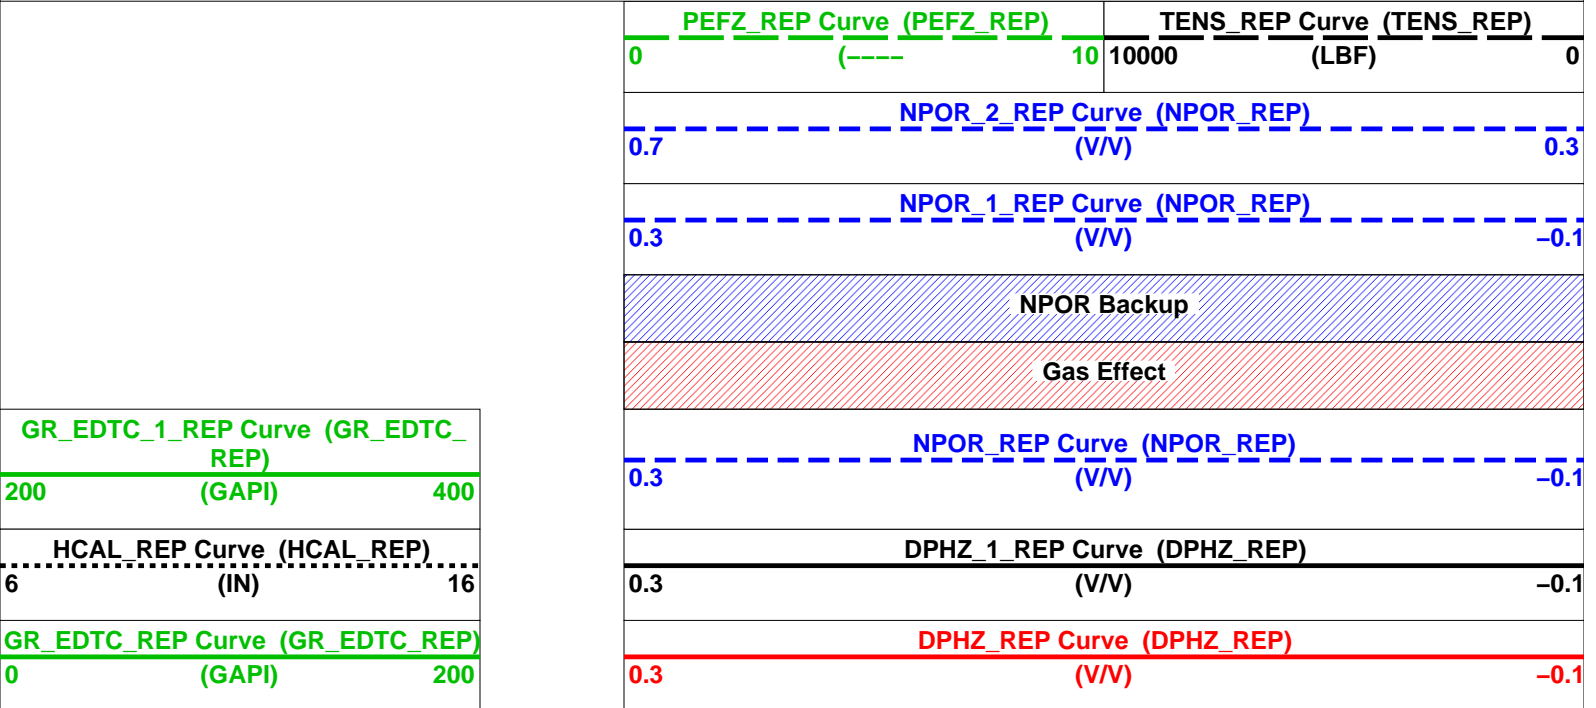 PEFZ_REP Curve (PEFZ_REP)
0 (−−−− 10
TENS_REP Curve (TENS_REP)
10000 (LBF) 0
NPOR_2_REP Curve (NPOR_REP)
0.7 (V/V) 0.3
NPOR_1_REP Curve (NPOR_REP)
0.3 (V/V) −0.1
NPOR Backup
Gas Effect
GR_EDTC_1_REP Curve (GR_EDTC_
REP)
200 (GAPI) 400
NPOR_REP Curve (NPOR_REP)
0.3 (V/V) −0.1
HCAL_REP Curve (HCAL_REP)
6 (IN) 16
DPHZ_1_REP Curve (DPHZ_REP)
0.3 (V/V) −0.1
GR_EDTC_REP Curve (GR_EDTC_REP)
0 (GAPI) 200
DPHZ_REP Curve (DPHZ_REP)
0.3 (V/V) −0.1